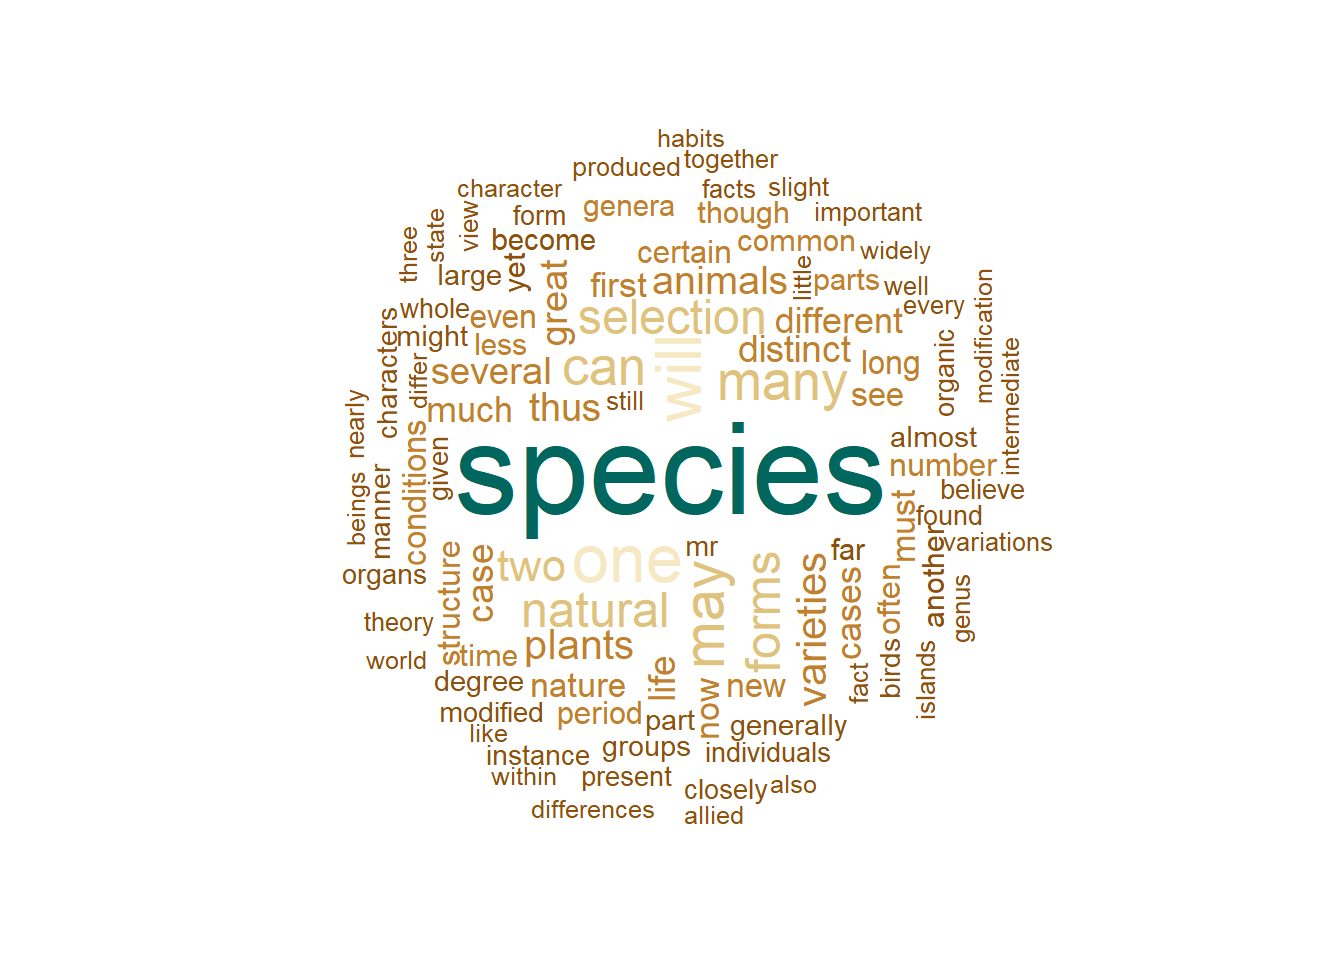 habits
produced
together
character
facts
slight
form
genera
though
important
three
state
view
become
certain
common
widely
large
yet
great
first
animals
little
parts
well
whole
even
selection
different
every
modification
characters
might
less
distinct
long
organic
intermediate
several
can
will
many
see
differ
much
thus
still
nearly
species
almost
number
believe
conditions
given
beings
manner
must
found
variations
another
organs
structure
case
two
one
mr
may
forms
varieties
far
cases
often
genus
natural
theory
world
time
plants
life
birds
islands
fact
degree
nature
now
new
modified
period
part
generally
like
instance
groups
individuals
within
present
closely
also
differences
allied